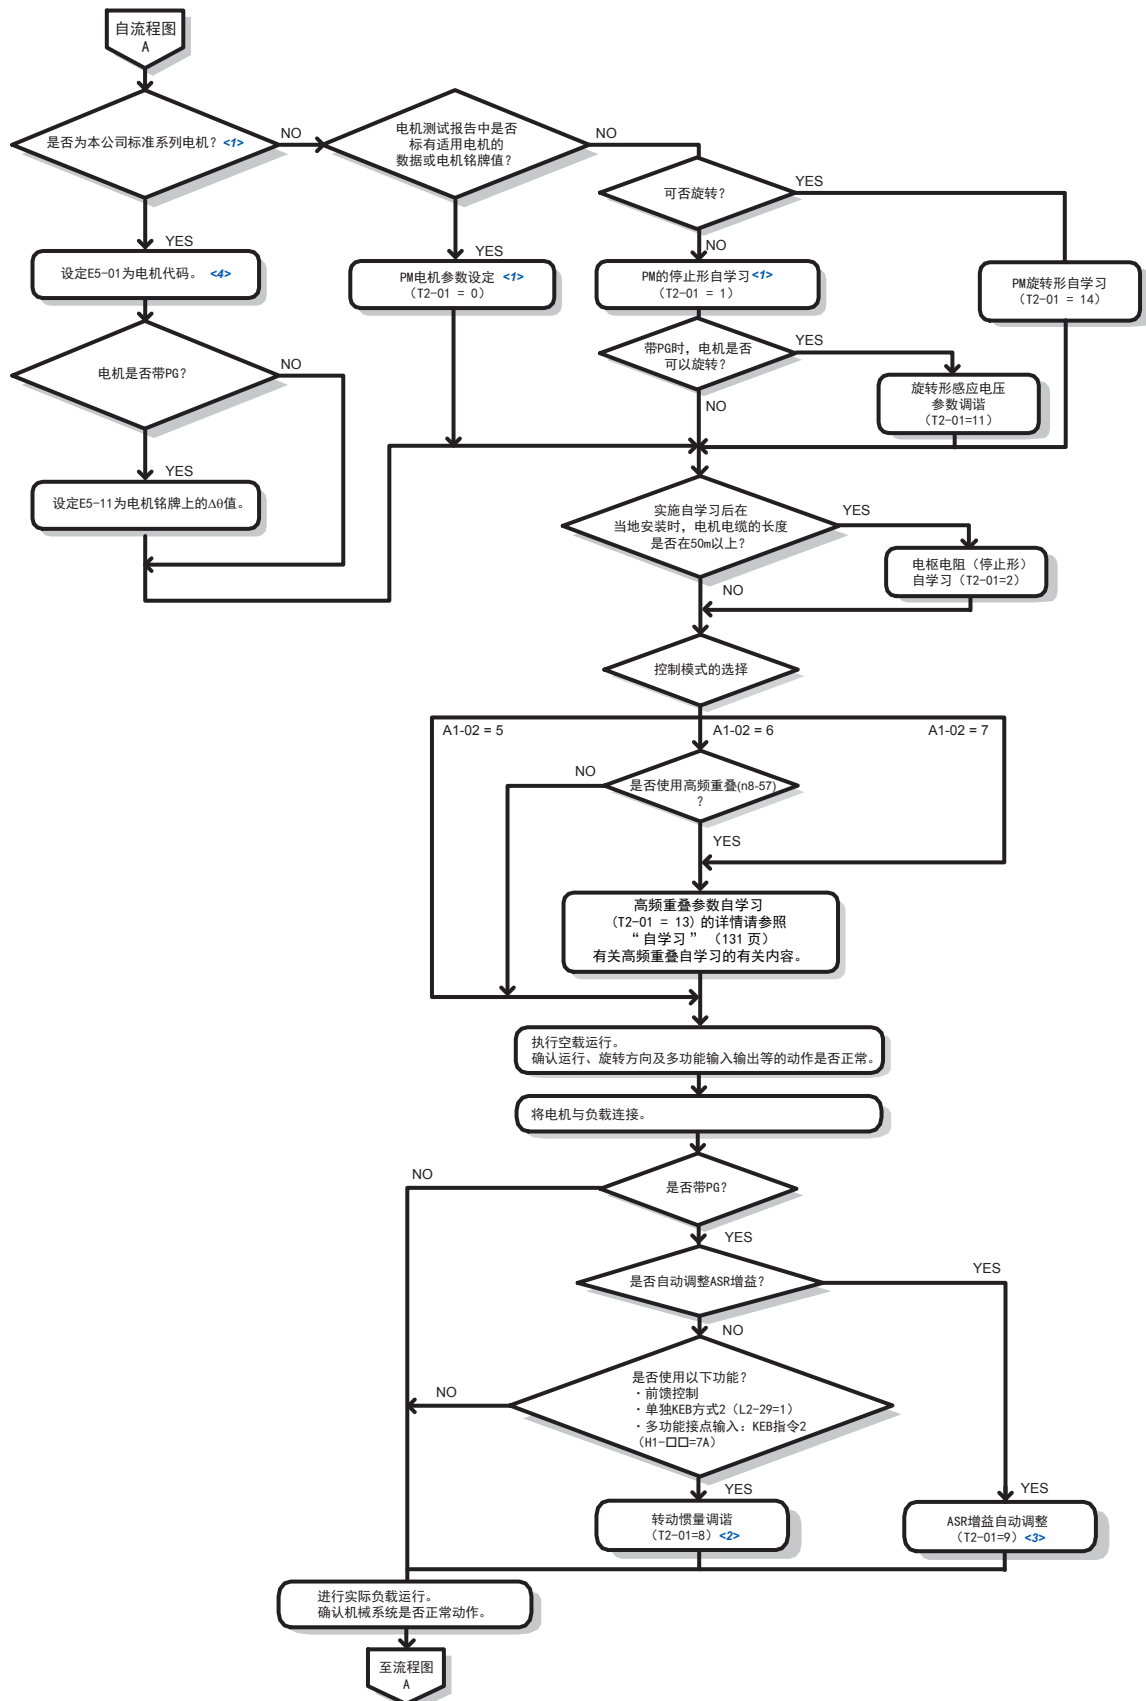 自流程图
A
是否为本公司标准系列电机？<1>
NO
电机测试报告中是否
标有适用电机的
数据或电机铭牌值？
NO
可否旋转？
YES
YES
设定E5-01为电机代码。 <4>
YES
PM电机参数设定 <1>
（T2-01 = 0）
NO
PM的停止形自学习<1>
（T2-01 = 1）
PM旋转形自学习
（T2-01 = 14）
电机是否带PG？
NO
带PG时，电机是否
可以旋转？
YES
旋转形感应电压
参数调谐
（T2-01=11）
NO
YES
设定E5-11为电机铭牌上的Δθ值。
实施自学习后在
当地安装时，电机电缆的长度
是否在50m以上？
YES
电枢电阻（停止形）
自学习（T2-01=2）
NO
控制模式的选择
A1-02 = 5
A1-02 = 6
A1-02 = 7
NO
是否使用高频重叠(n8-57)
？
YES
高频重叠参数自学习
(T2-01 = 13) 的详情请参照
“ 自学习 ” （131 页）
有关高频重叠自学习的有关内容。
执行空载运行。
确认运行、旋转方向及多功能输入输出等的动作是否正常。
将电机与负载连接。
NO
是否带PG？
YES
是否自动调整ASR增益？
YES
NO
是否使用以下功能？
・前馈控制
・单独KEB方式2（L2-29=1）
・多功能接点输入：KEB指令2
（H1-□□=7A）
NO
YES
转动惯量调谐
（T2-01=8）<2>
YES
ASR增益自动调整
（T2-01=9）<3>
进行实际负载运行。
确认机械系统是否正常动作。
至流程图
A